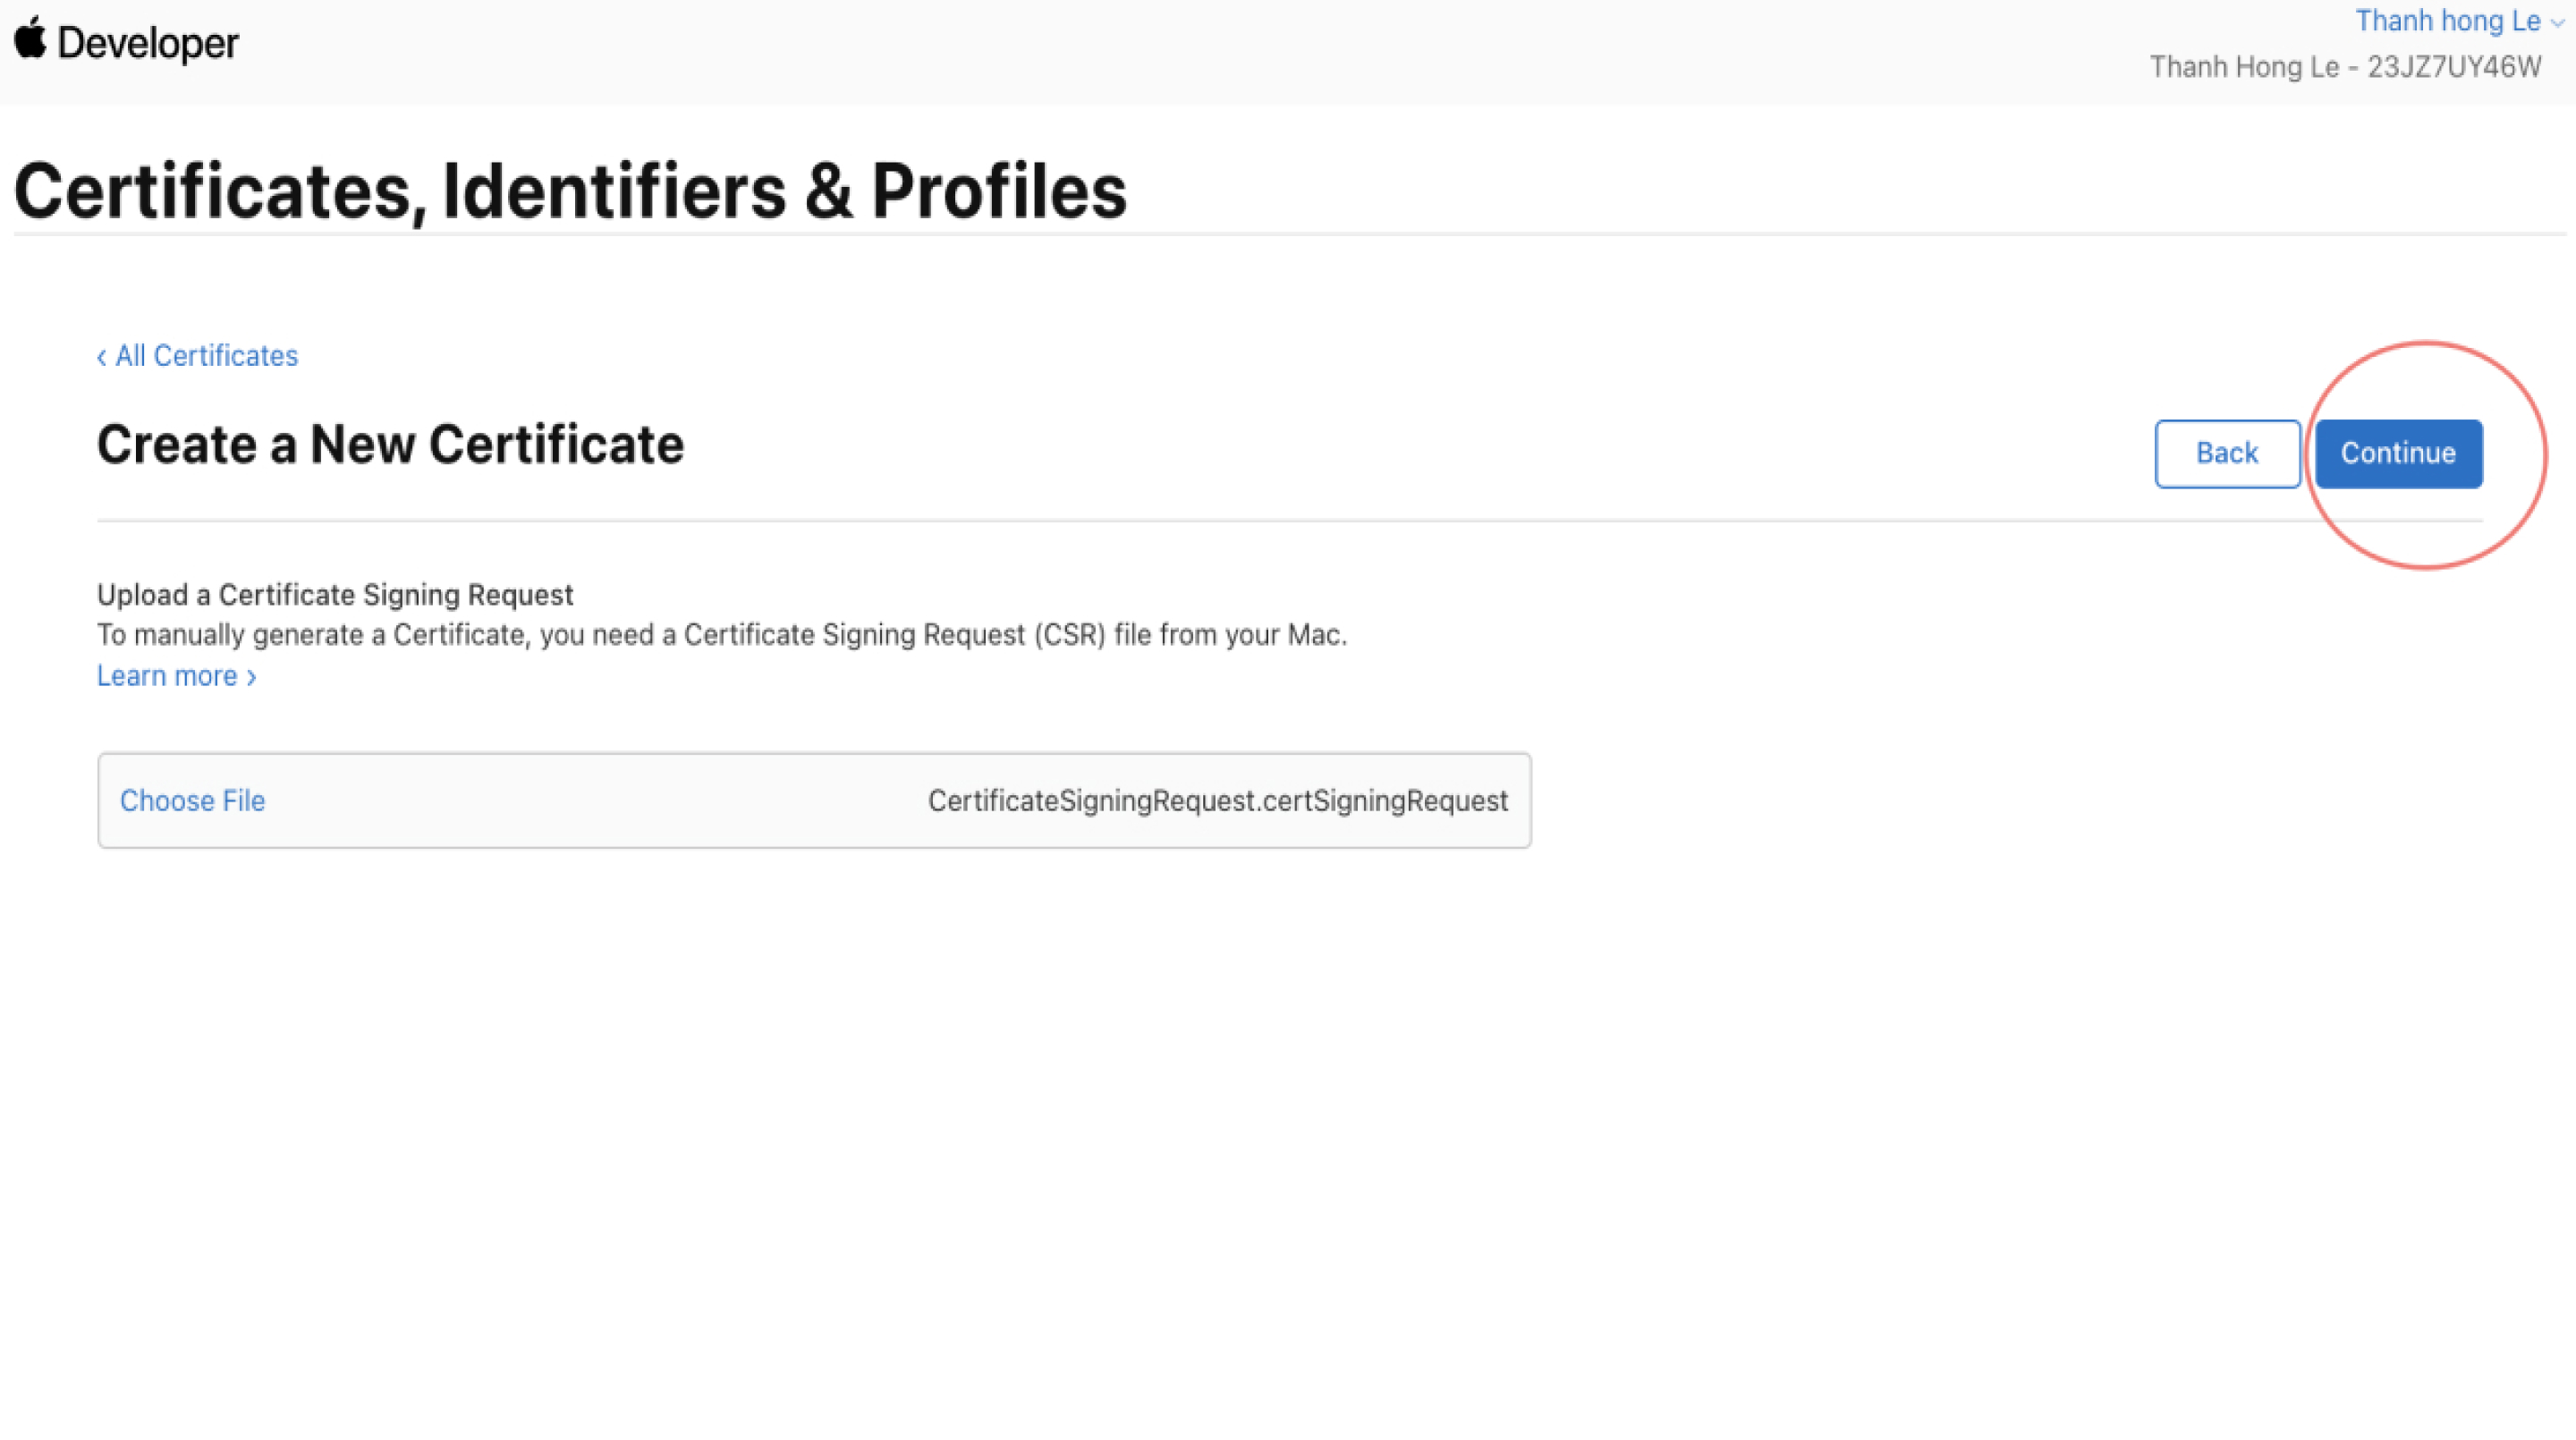 Developer
Thanh hong Le
Thanh Hong Le - 23JZ7UY46W
Certificates, Identifiers & Profiles
‹ All Certificates
Create a New Certificate
Back
Continue
Upload a Certificate Signing Request
To manually generate a Certificate, you need a Certificate Signing Request (CSR) file from your Mac.
Learn more ›
Choose File
CertificateSigningRequest.certSigningRequest